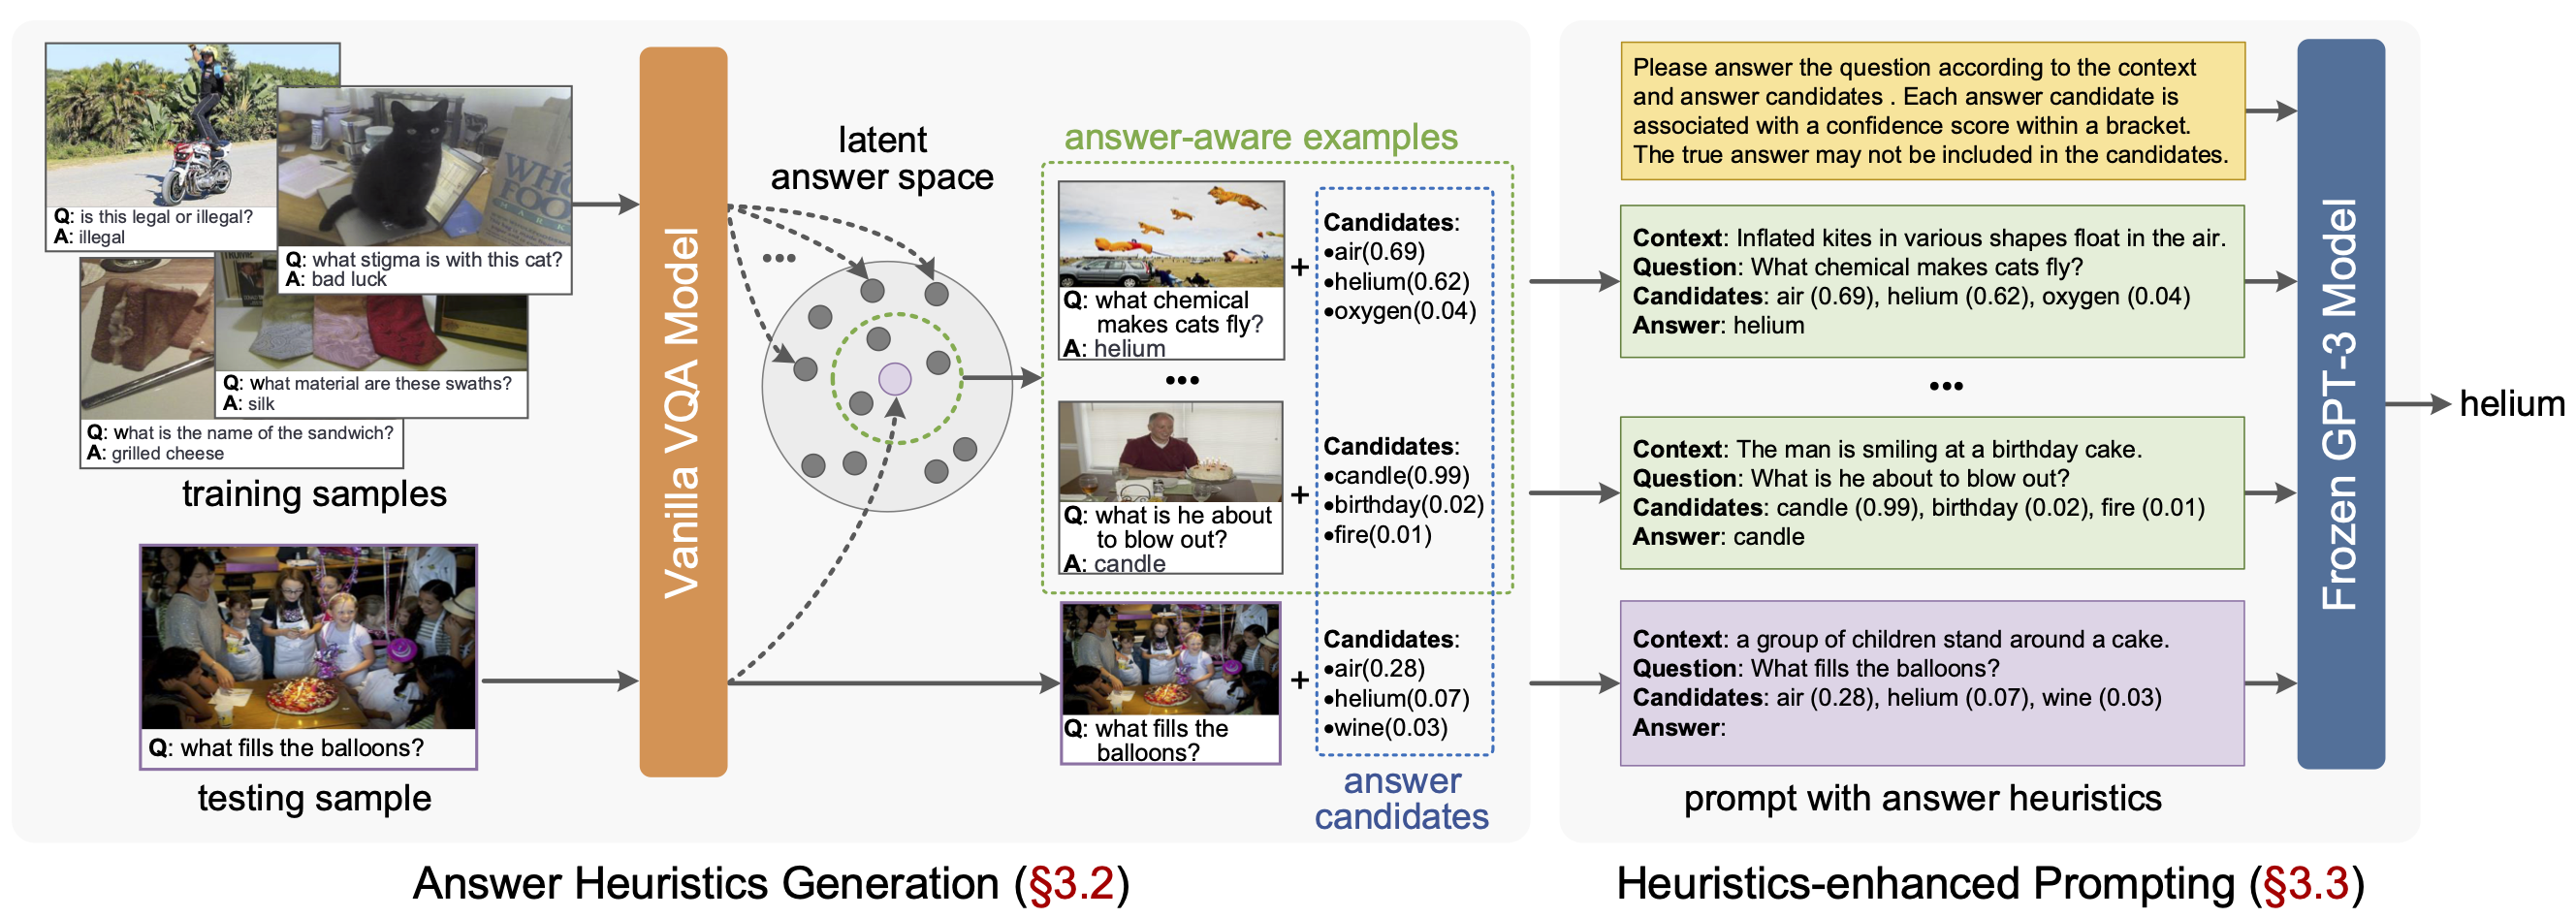 Q: is this legal or illegal?
A: illegal
WHO
FOO
MARK
Q: what stigma is with this cat?
A: bad luck
Q: what material are these swaths?
A: silk
Q: what is the name of the sandwich?
A: grilled cheese
training samples
Q: what fills the balloons?
testing sample
Vanilla VQA Model
latent
answer space
•••
answer-aware examples
Q: what chemical
makes cats fly?
A: helium
+
Candidates:
•air(0.69)
•helium(0.62)
•oxygen(0.04)
•••
Q: what is he about
to blow out?
A: candle
+
Candidates:
•candle(0.99)
•birthday(0.02)
•fire(0.01)
Q: what fills the
balloons?
+
Candidates:
•air(0.28)
•helium(0.07)
•wine(0.03)
answer
candidates
Answer Heuristics Generation (§3.2)
Please answer the question according to the context
and answer candidates . Each answer candidate is
associated with a confidence score within a bracket.
The true answer may not be included in the candidates.
Context: Inflated kites in various shapes float in the air.
Question: What chemical makes cats fly?
Candidates: air (0.69), helium (0.62), oxygen (0.04)
Answer: helium
•••
Context: The man is smiling at a birthday cake.
Question: What is he about to blow out?
Candidates: candle (0.99), birthday (0.02), fire (0.01)
Answer: candle
Context: a group of children stand around a cake.
Question: What fills the balloons?
Candidates: air (0.28), helium (0.07), wine (0.03)
Answer:
prompt with answer heuristics
Frozen GPT-3 Model
helium
Heuristics-enhanced Prompting (§3.3)